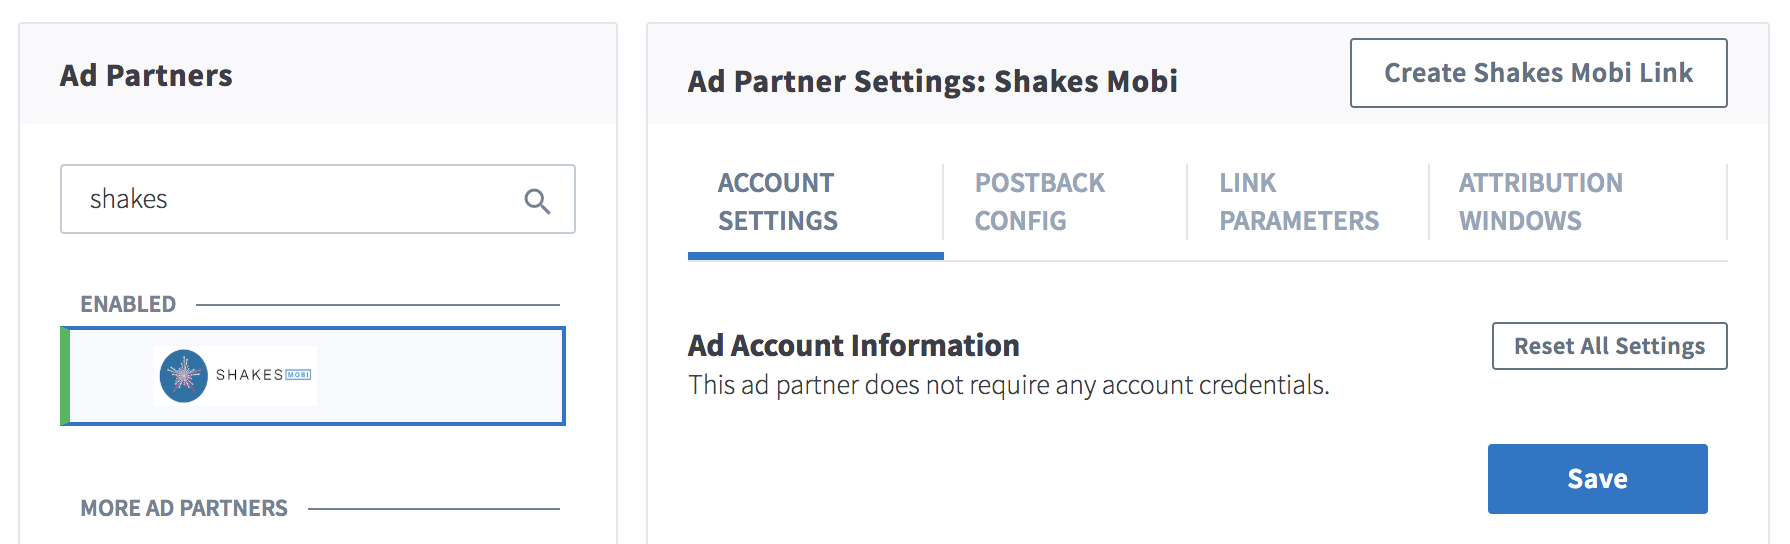 Ad Partners
shakes
ENABLED
SHAKES MOBI
MORE AD PARTNERS
Ad Partner Settings: Shakes Mobi
Create Shakes Mobi Link
ACCOUNT
SETTINGS
POSTBACK
CONFIG
LINK
PARAMETERS
ATTRIBUTION
WINDOWS
Ad Account Information
Reset All Settings
This ad partner does not require any account credentials.
Save